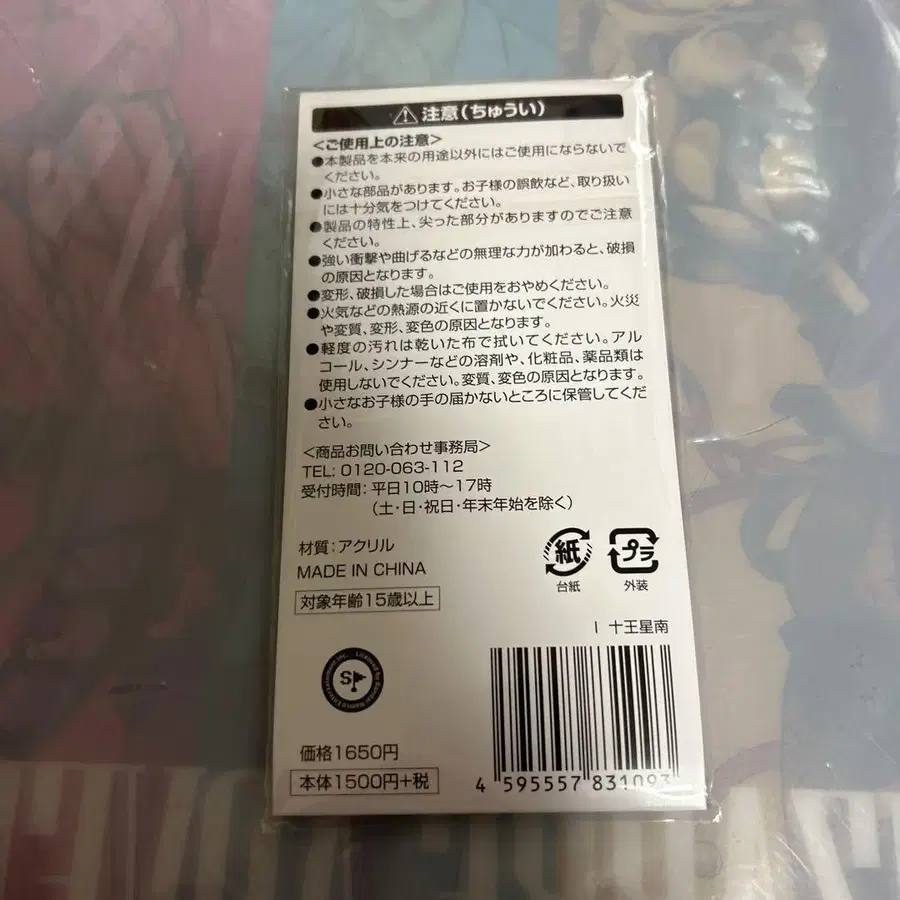 注意(ちゅうい)
<ご使用上の注意>
●本製品を本来の用途以外にはご使用にならないで
ください。
●小さな部品があります。お子様の誤飲など、取り扱い
には十分気をつけてください。
●製品の特性上、尖った部分がありますのでご注意
ください。
●強い衝撃や曲げるなどの無理な力が加わると、破損
の原因となります。
●変形、破損した場合はご使用をおやめください。
●火気などの熱源の近くに置かないでください。火災
や変質、変形、変色の原因となります。
●軽度の汚れは乾いた布で拭いてください。アル
コール、シンナーなどの溶剤や、化粧品、薬品類は
使用しないでください。変質、変色の原因となります。
●小さなお子様の手の届かないところに保管してくだ
さい。
<商品お問い合わせ事務局>
TEL: 0120-063-112
受付時間: 平日10時～17時
(土・日・祝日・年末年始を除く)
材質:アクリル
MADE IN CHINA
対象年齢15歳以上
紙
台紙
プラ
外装
I 十王星南
Licensed by Bandai Namco Entertainment Inc.
S
価格1650円
本体1500円+税
4 595557 831093